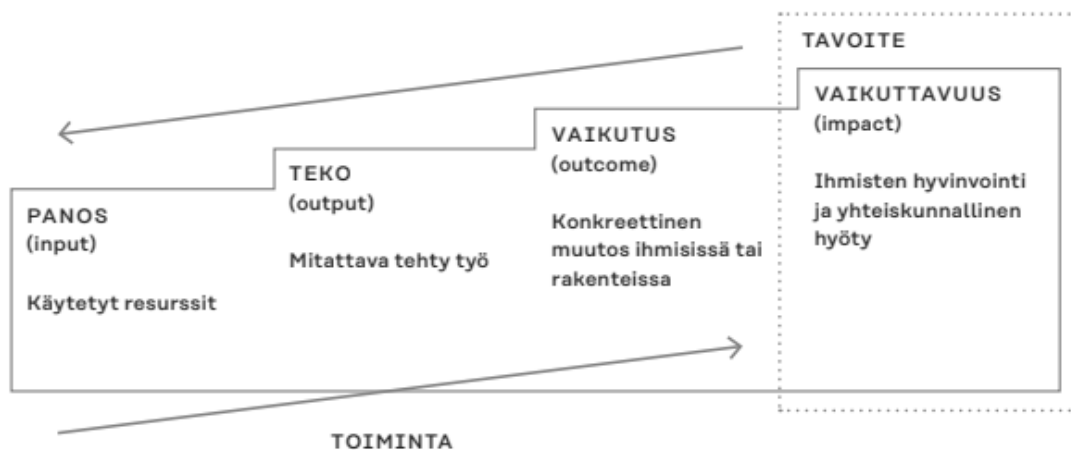 TAVOITE
VAIKUTTAVUUS
(impact)
Ihmisten hyvinvointi
ja yhteiskunnallinen
hyöty
VAIKUTUS
(outcome)
Konkreettinen
muutos ihmisissä tai
rakenteissa
TEKO
(output)
Mitattava tehty työ
PANOS
(input)
Käytetyt resurssit
TOIMINTA